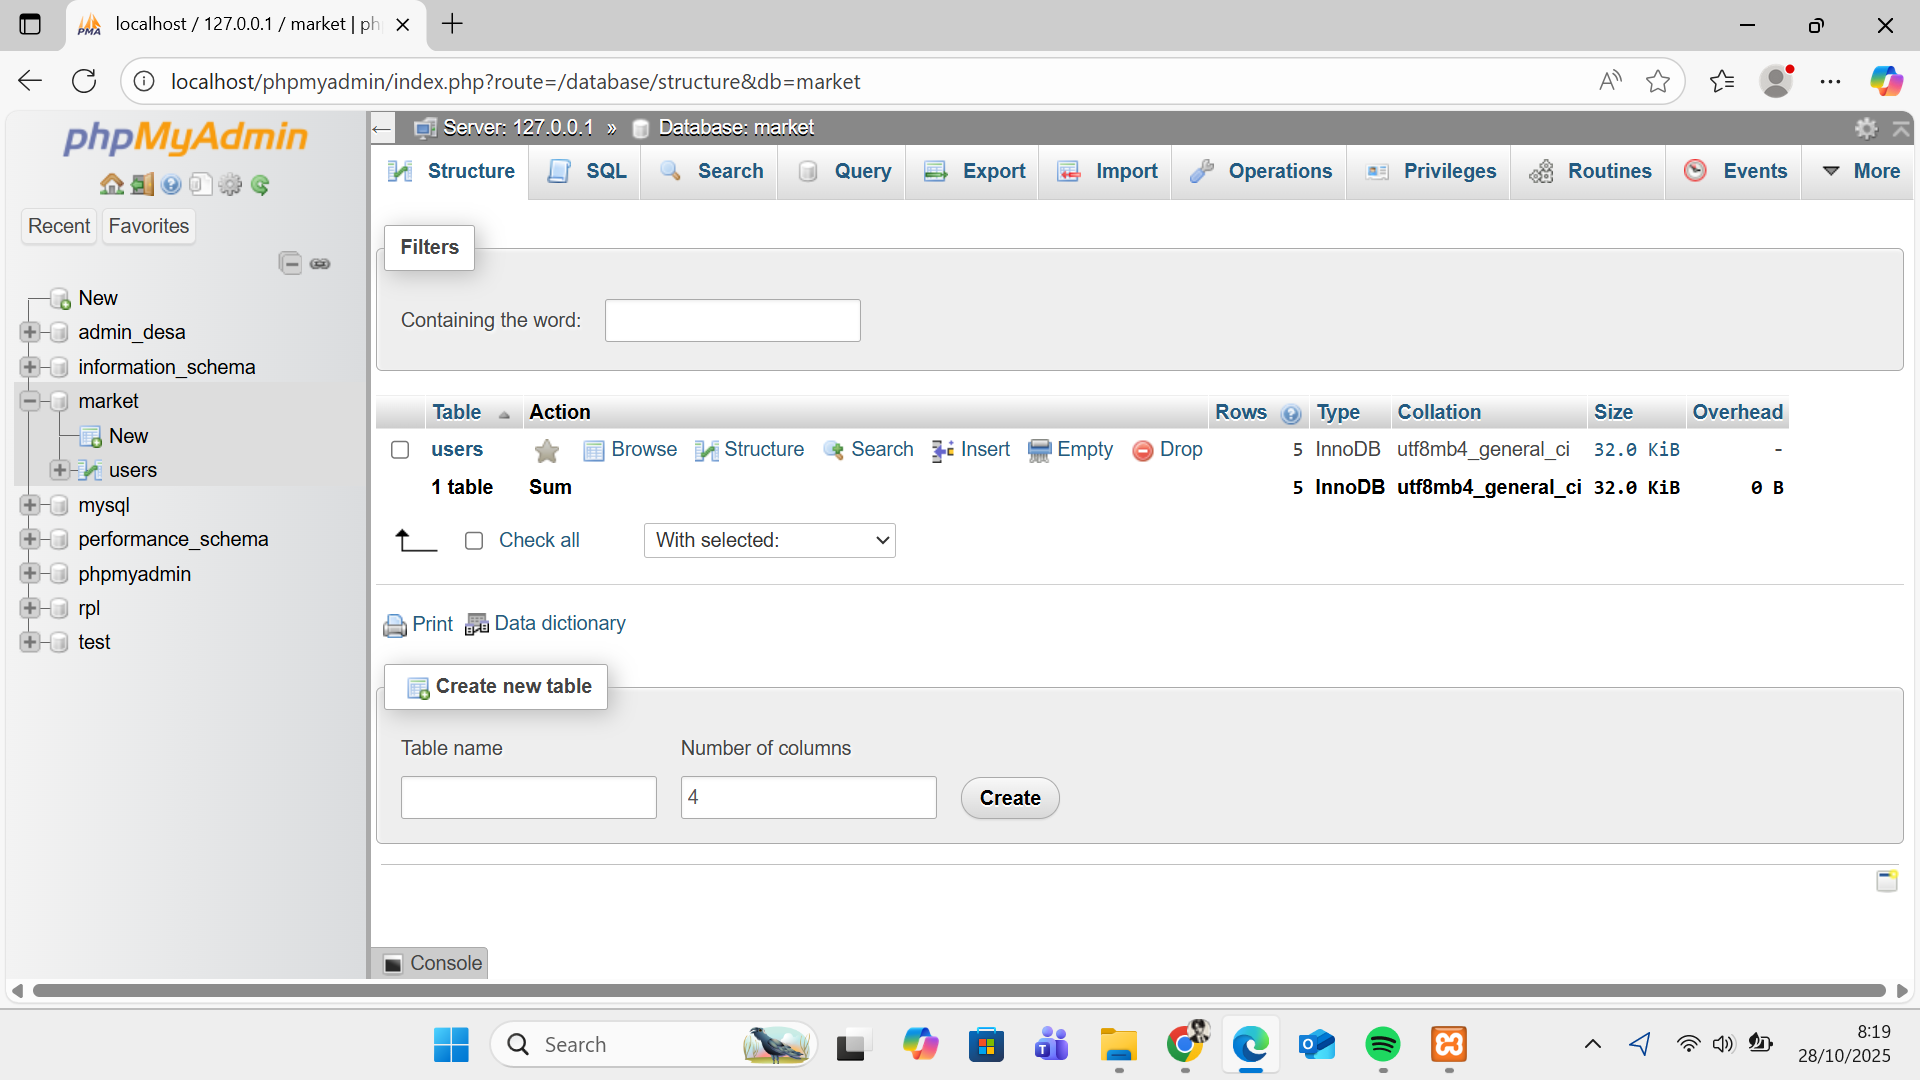 localhost / 127.0.0.1 / market | ph
localhost/phpmyadmin/index.php?route=/database/structure&db=market
phpMyAdmin
Recent
Favorites
New
admin_desa
information_schema
market
New
users
mysql
performance_schema
phpmyadmin
rpl
test
Server: 127.0.0.1 » Database: market
Structure SQL Search Query Export Import Operations Privileges Routines Events More
Filters
Containing the word:
Table Action Rows Type Collation Size Overhead
users Browse Structure Search Insert Empty Drop 5 InnoDB utf8mb4_general_ci 32.0 KiB -
1 table Sum 5 InnoDB utf8mb4_general_ci 32.0 KiB 0 B
Check all With selected:
Print Data dictionary
Create new table
Table name Number of columns
4 Create
Console
Search
8:19
28/10/2025